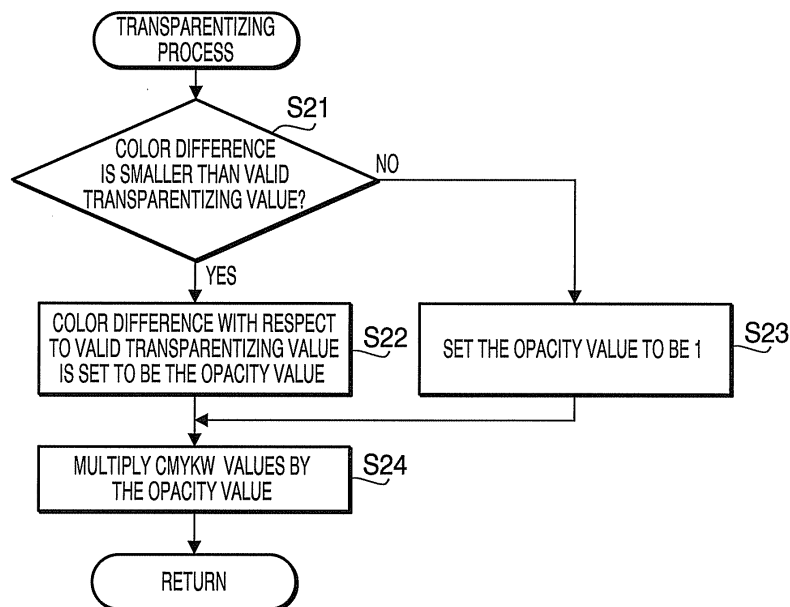 TRANSPARENTIZING
PROCESS
S21
COLOR DIFFERENCE
IS SMALLER THAN VALID
TRANSPARENTIZING VALUE?
NO
YES
COLOR DIFFERENCE WITH RESPECT
TO VALID TRANSPARENTIZING VALUE
IS SET TO BE THE OPACITY VALUE
S22
SET THE OPACITY VALUE TO BE 1
S23
MULTIPLY CMYKW VALUES BY
THE OPACITY VALUE
S24
RETURN